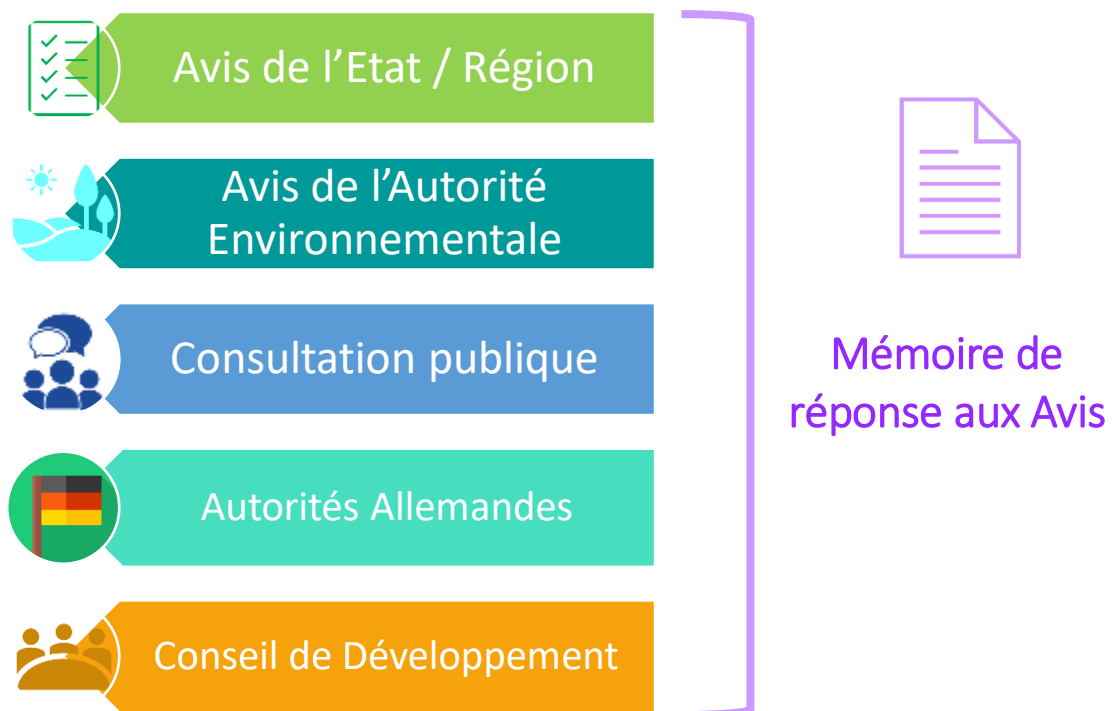 Avis de l’Etat / Région
Avis de l’Autorité
Environnementale
Consultation publique
Autorités Allemandes
Conseil de Développement
Mémoire de
réponse aux Avis